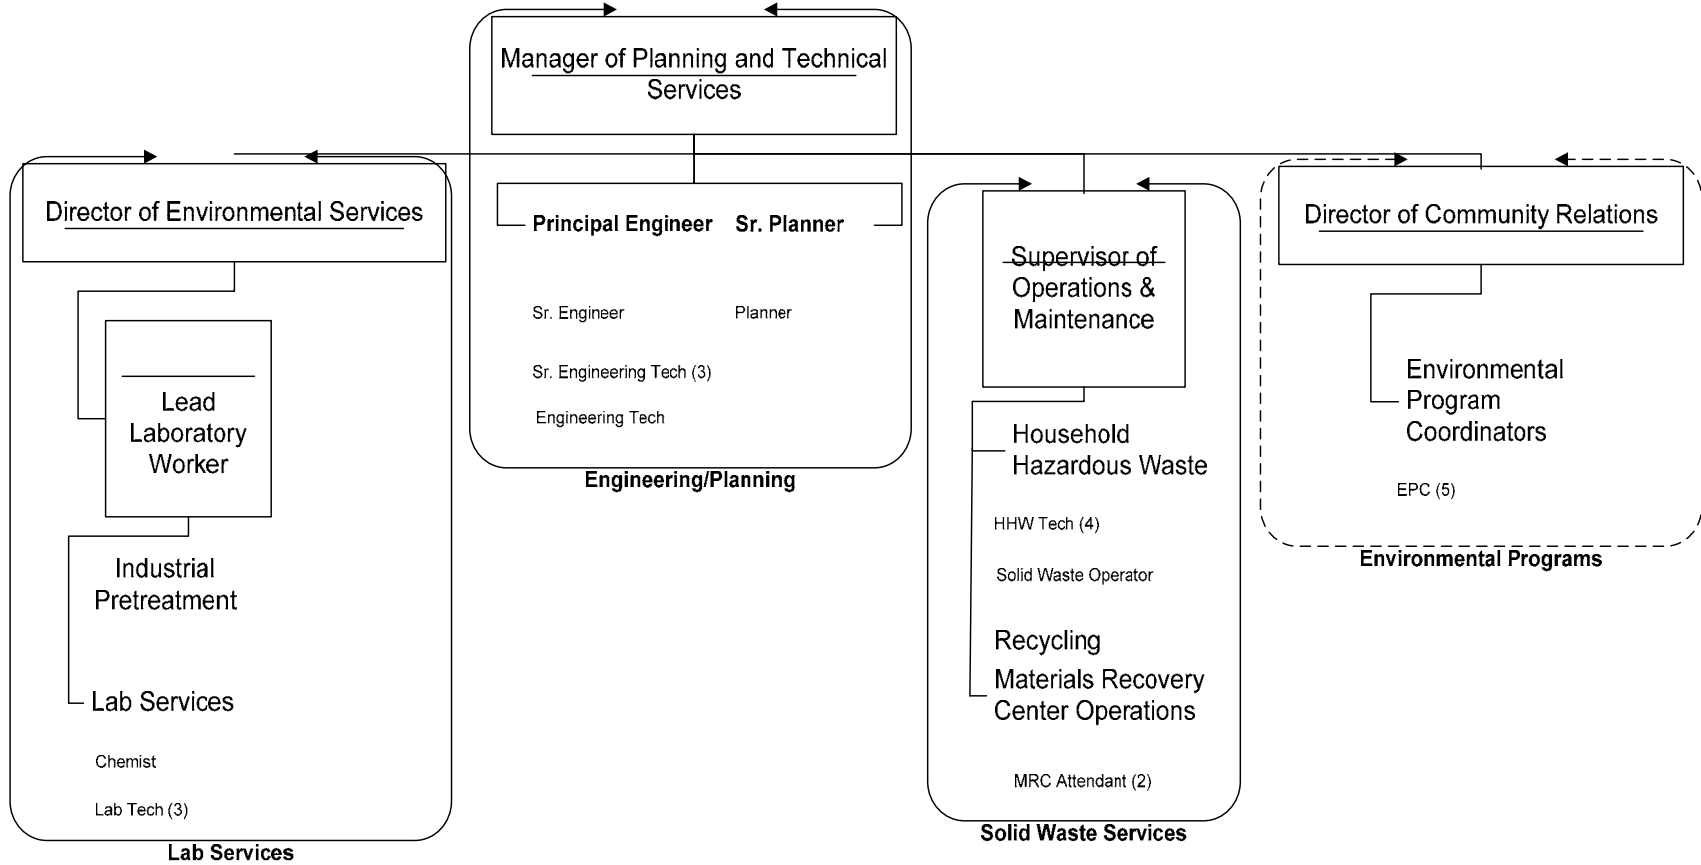 Manager of Planning and Technical
Services
Director of Environmental Services
Lead
Laboratory
Worker
Industrial
Pretreatment
Lab Services
Chemist
Lab Tech (3)
Lab Services
Principal Engineer
Sr. Planner
Sr. Engineer
Planner
Sr. Engineering Tech (3)
Engineering Tech
Engineering/Planning
Supervisor of
Operations &
Maintenance
Household
Hazardous Waste
HHW Tech (4)
Solid Waste Operator
Recycling
Materials Recovery
Center Operations
MRC Attendant (2)
Solid Waste Services
Director of Community Relations
Environmental
Program
Coordinators
EPC (5)
Environmental Programs